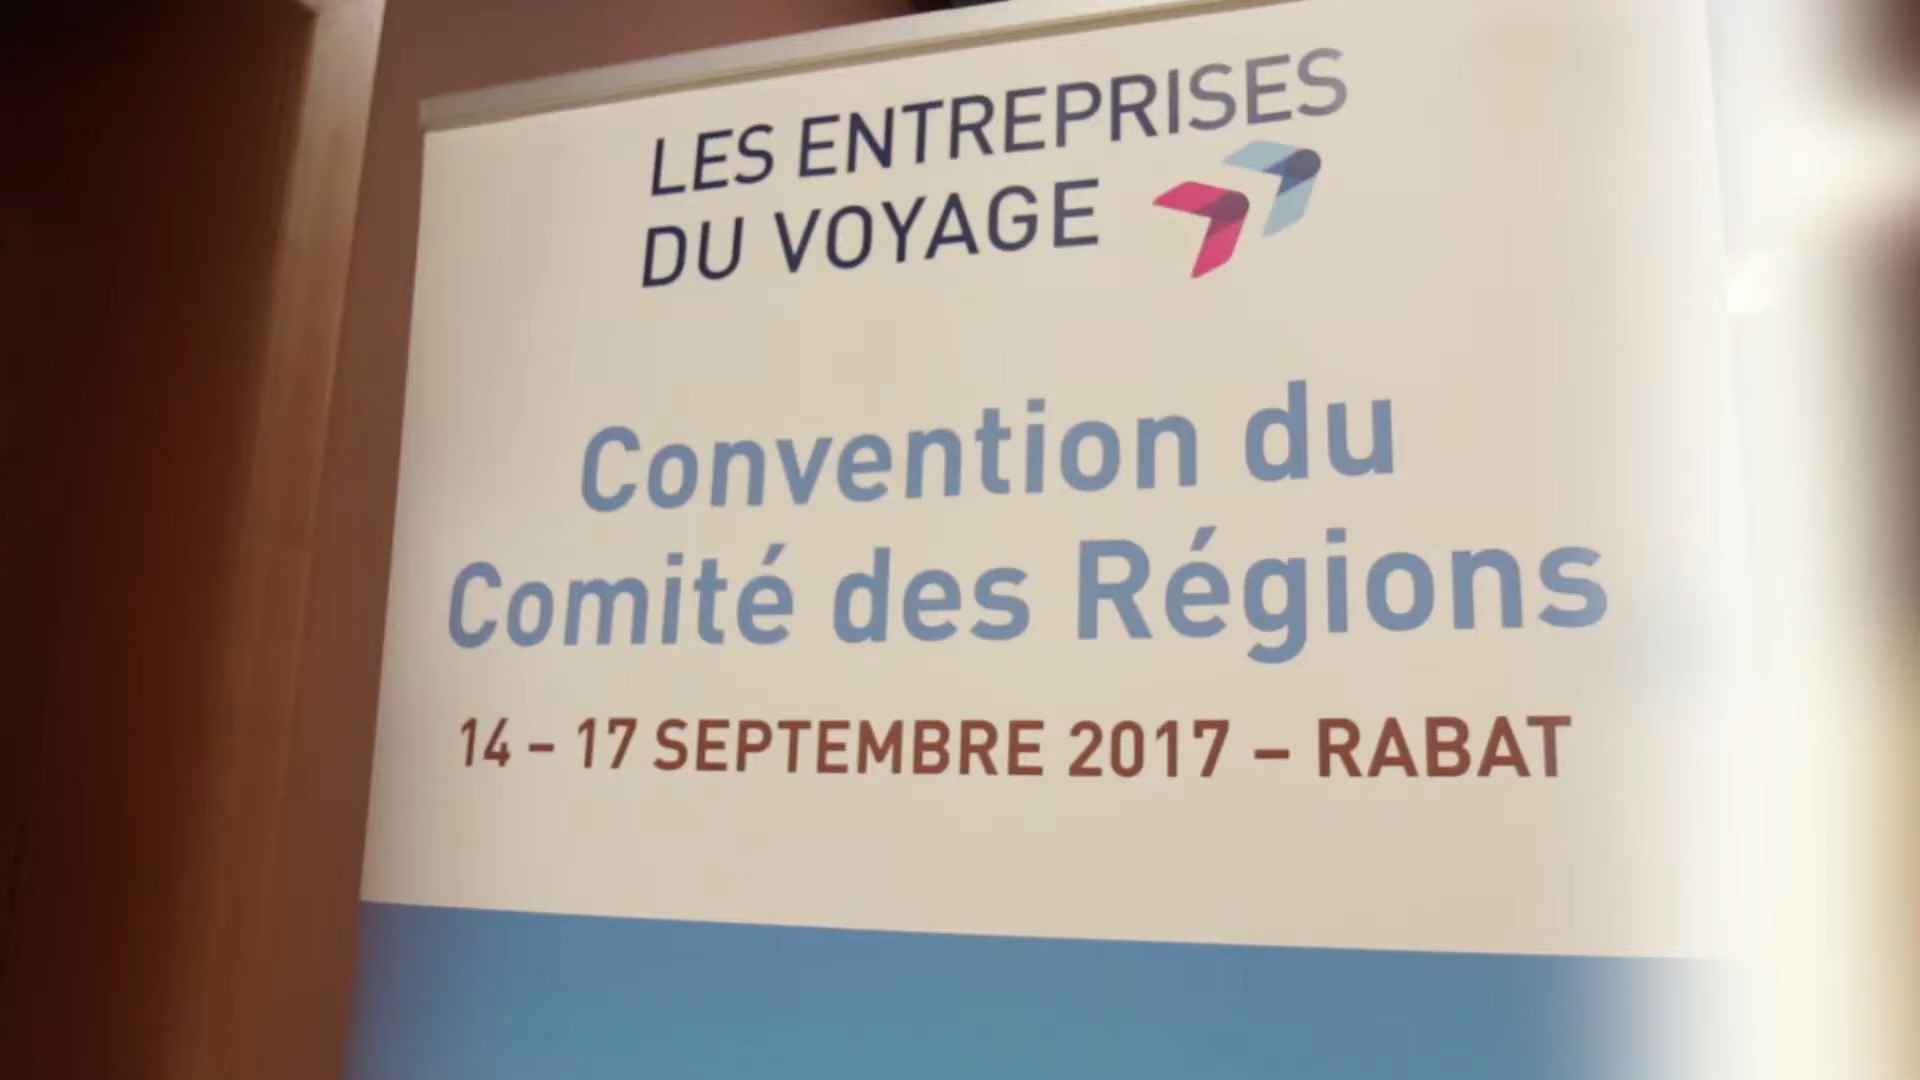 LES ENTREPRISES
DU VOYAGE
Convention du
Comité des Régions
14 – 17 SEPTEMBRE 2017 – RABAT